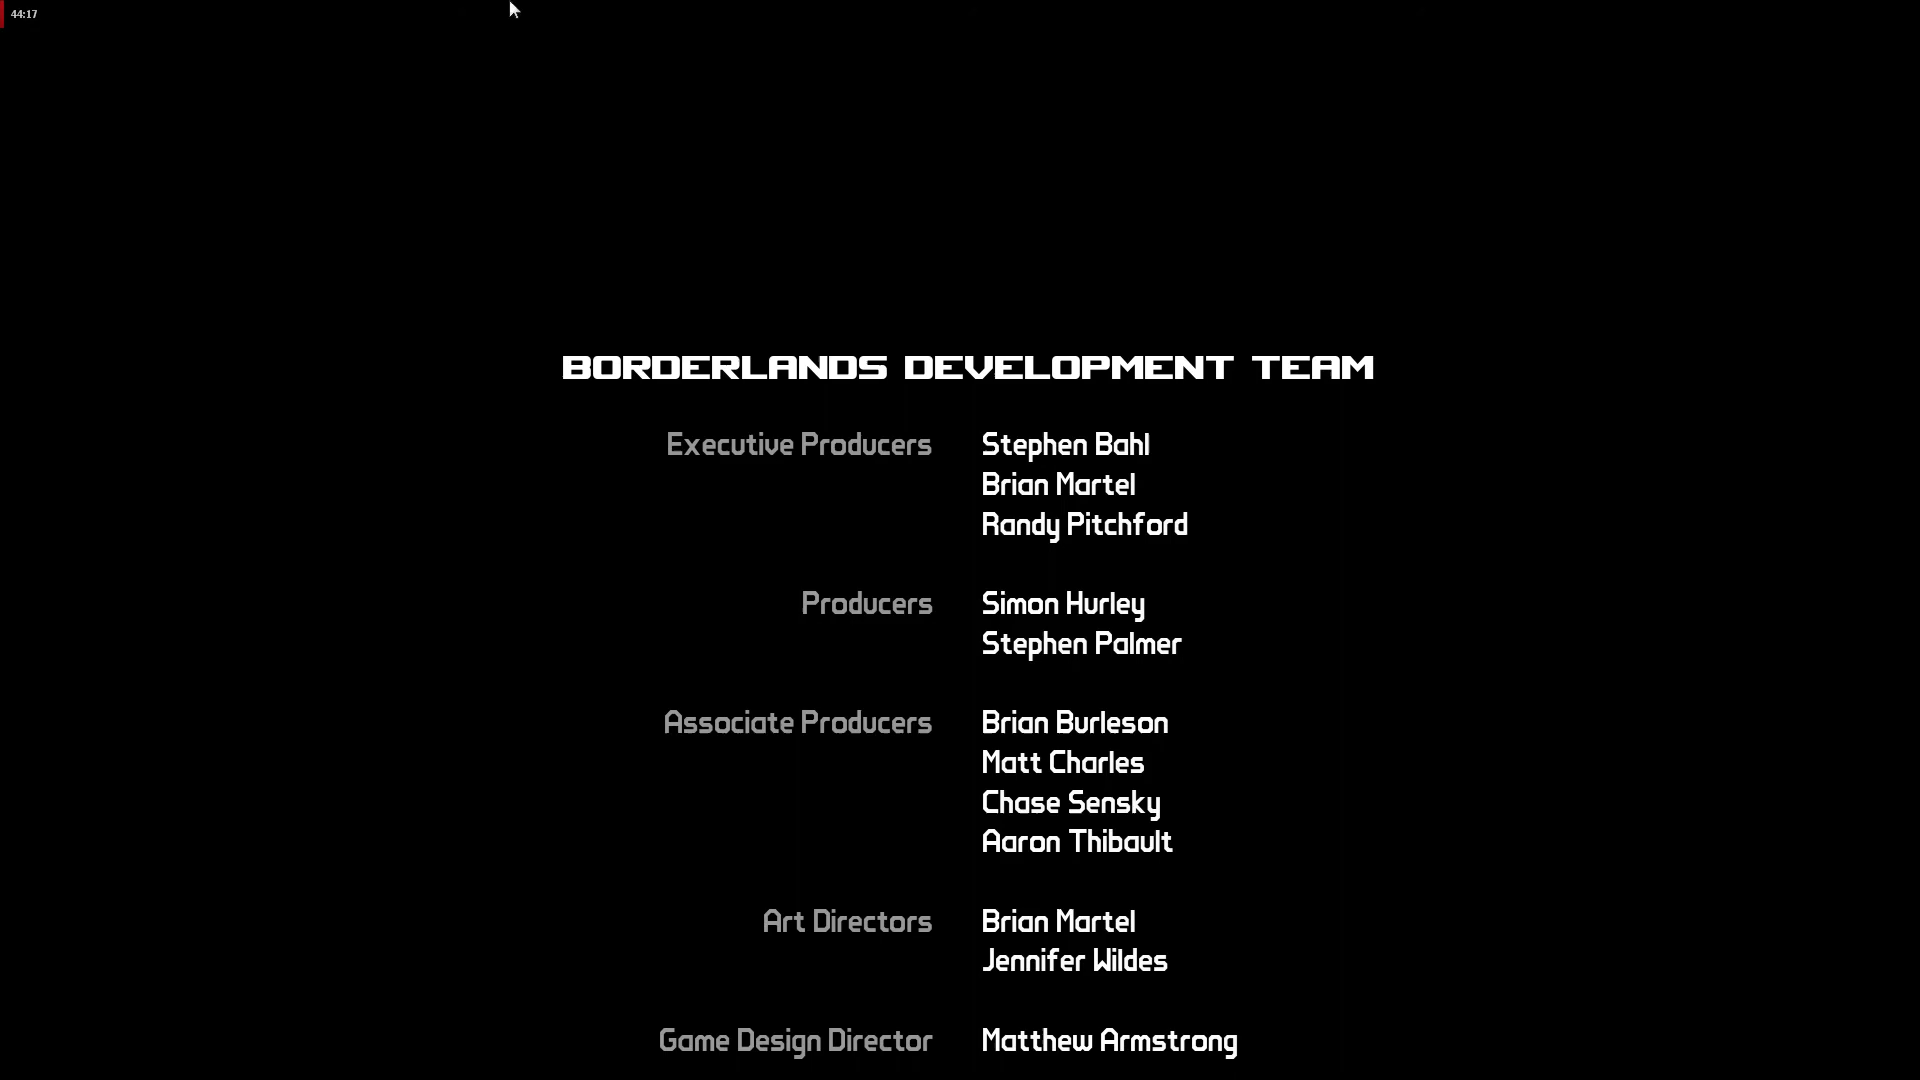 44:17
BORDERLANDS DEVELOPMENT TEAM
Executive Producers Stephen Bahl
Brian Martel
Randy Pitchford
Producers Simon Hurley
Stephen Palmer
Associate Producers Brian Burleson
Matt Charles
Chase Sensky
Aaron Thibault
Art Directors Brian Martel
Jennifer Wildes
Game Design Director Matthew Armstrong